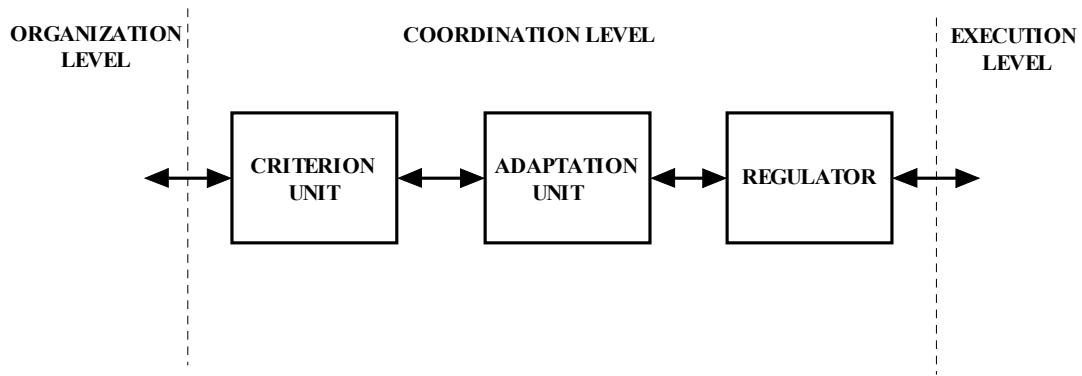 ORGANIZATION
LEVEL
COORDINATION LEVEL
EXECUTION
LEVEL
CRITERION
UNIT
ADAPTATION
UNIT
REGULATOR